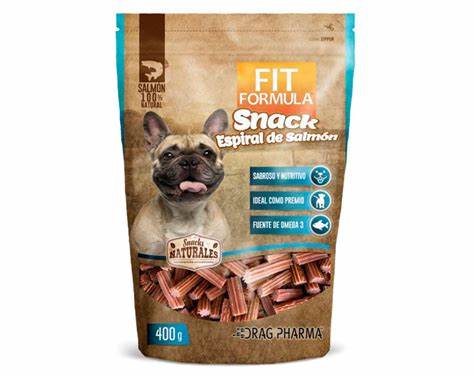 SALMÓN
100%
NATURAL
FIT
FORMULA
Snack
Espiral de Salmón
SABROSO Y NUTRITIVO
IDEAL COMO PREMIO
FUENTE DE OMEGA 3
Snacks
NATURALES
400g
DRAG PHARMA